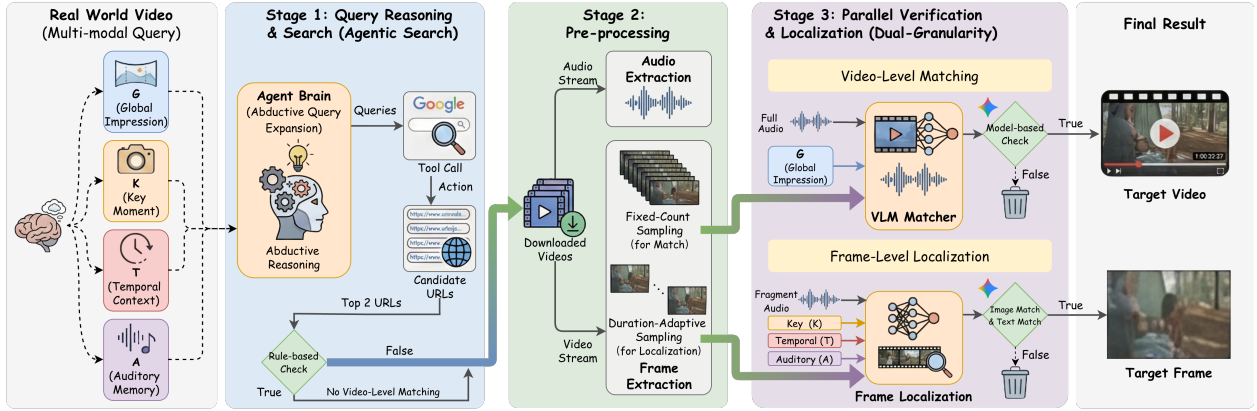 Real World Video
(Multi-modal Query)
G
(Global
Impression)
K
(Key
Moment)
T
(Temporal
Context)
A
(Auditory
Memory)
Stage 1: Query Reasoning
& Search (Agentic Search)
Agent Brain
(Abductive Query
Expansion)
Abductive
Reasoning
Queries
Google
Tool Call
Action
Candidate
URLs
Top 2 URLs
Rule-based
Check
False
True
No Video-Level Matching
Stage 2:
Pre-processing
Downloaded
Videos
Audio
Stream
Audio
Extraction
Fixed-Count
Sampling
(for Match)
Duration-Adaptive
Sampling
(for Localization)
Video
Stream
Frame
Extraction
Stage 3: Parallel Verification
& Localization (Dual-Granularity)
Video-Level Matching
Full
Audio
G
(Global
Impression)
VLM Matcher
Model-based
Check
True
False
Frame-Level Localization
Fragment
Audio
Key (K)
Temporal (T)
Auditory (A)
Frame Localization
Image Match
& Text Match
True
False
Final Result
1:00:32:27
Target Video
Target Frame